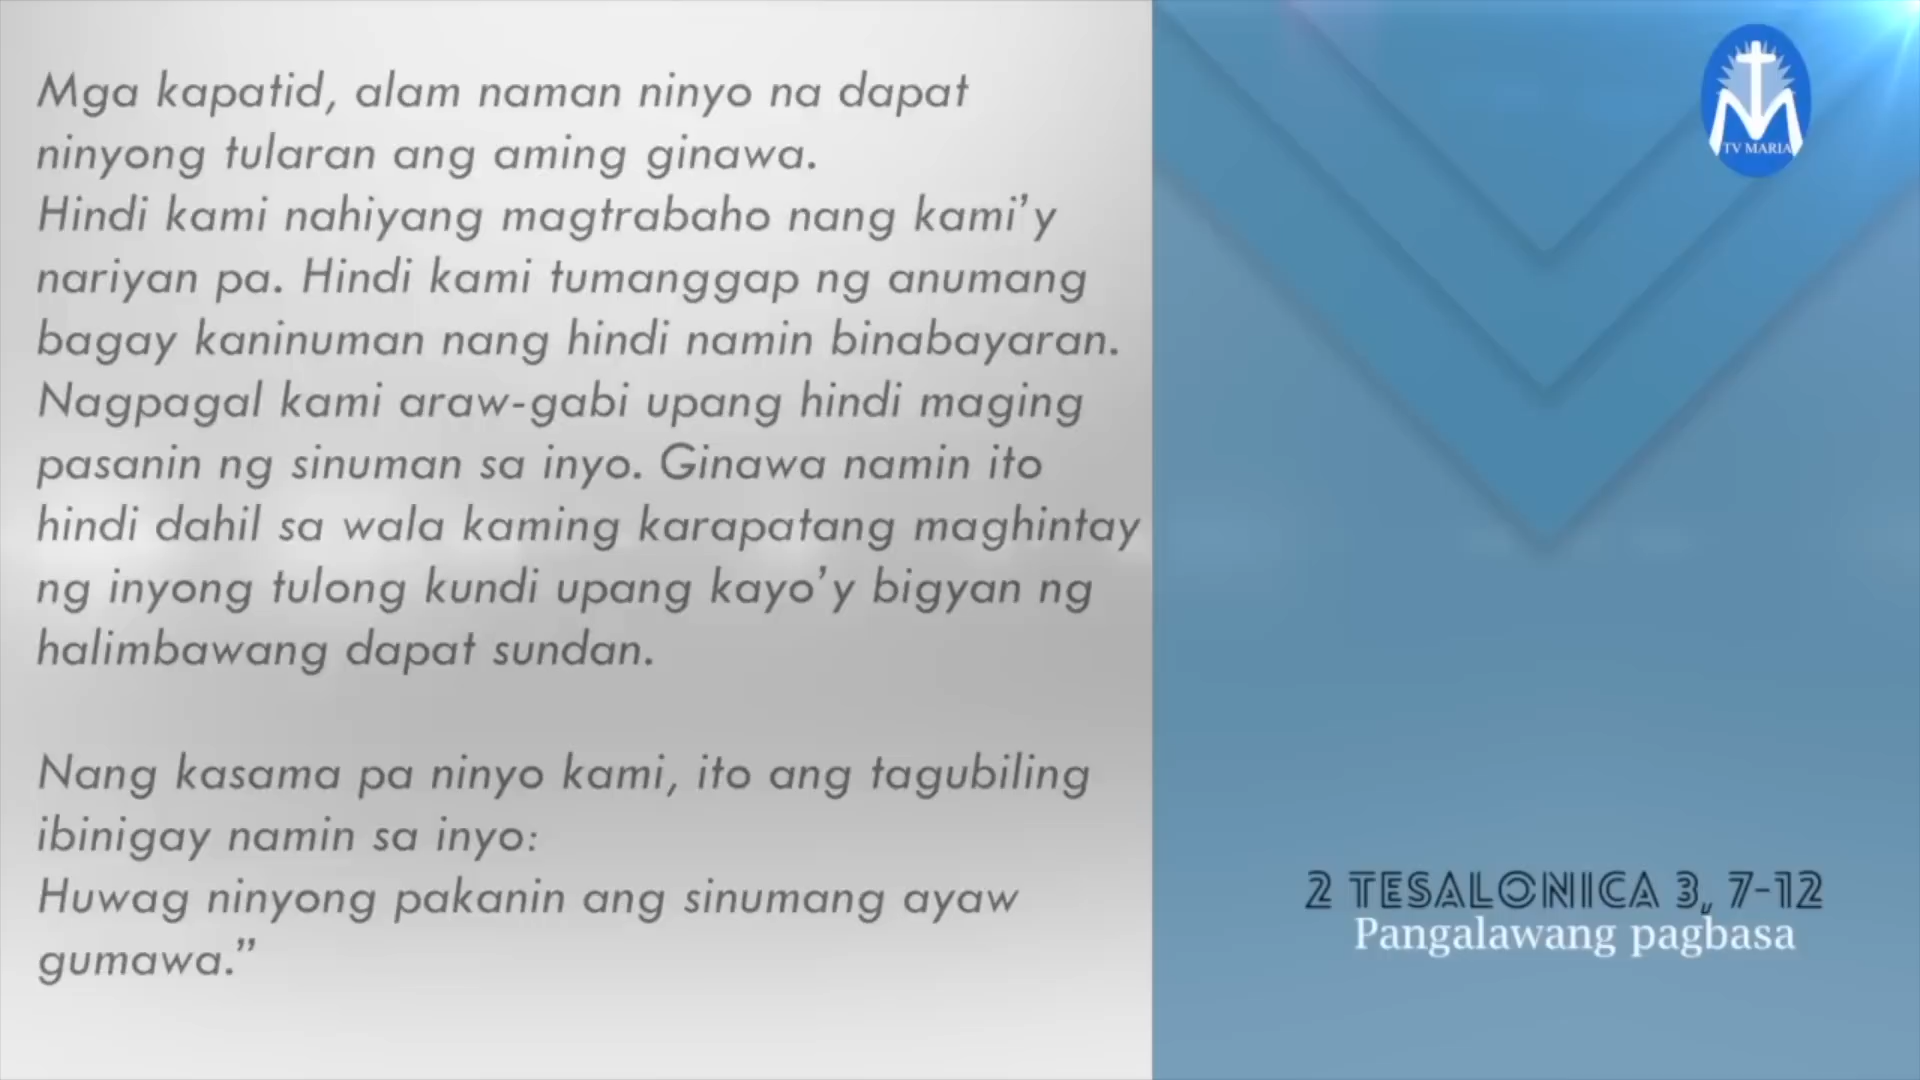 Mga kapatid, alam naman ninyo na dapat
ninyong tularan ang aming ginawa.
Hindi kami nahiyang magtrabaho nang kami’y
nariyan pa. Hindi kami tumanggap ng anumang
bagay kaninuman nang hindi namin binabayaran.
Nagpagal kami araw-gabi upang hindi maging
pasanin ng sinuman sa inyo. Ginawa namin ito
hindi dahil sa wala kaming karapatang maghintay
ng inyong tulong kundi upang kayo’y bigyan ng
halimbawang dapat sundan.
Nang kasama pa ninyo kami, ito ang tagubiling
ibinigay namin sa inyo:
Huwag ninyong pakanin ang sinumang ayaw
gumawa.”
TV MARIA
2 TESALONICA 3, 7-12
Pangalawang pagbasa